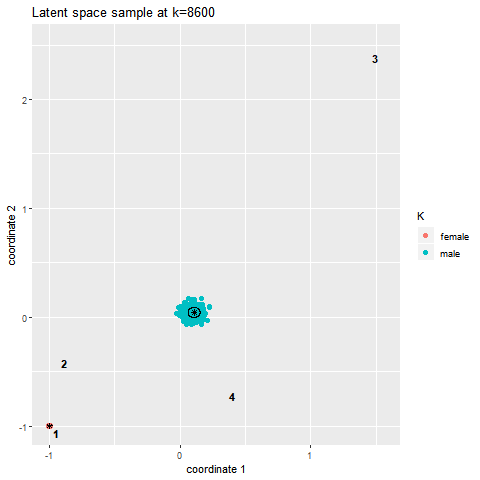 Latent space sample at k=8600
3
2
1
0
-1
coordinate 2
2
4
1
-1
0
1
coordinate 1
K
female
male